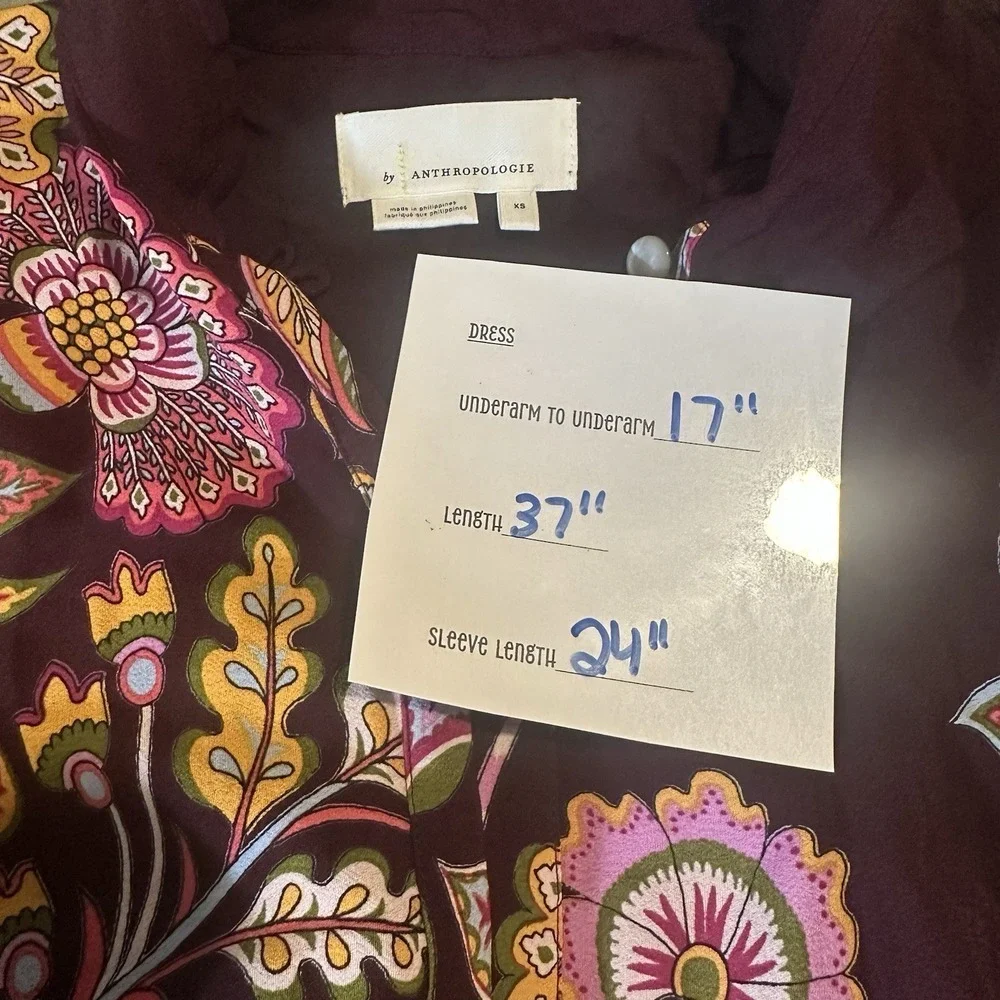 by ANTHROPOLOGIE
made in philippines
fabriqué aux philippines
XS
DRESS
UNDERARM TO UNDERARM 17"
LENGTH 37"
SLEEVE LENGTH 24"